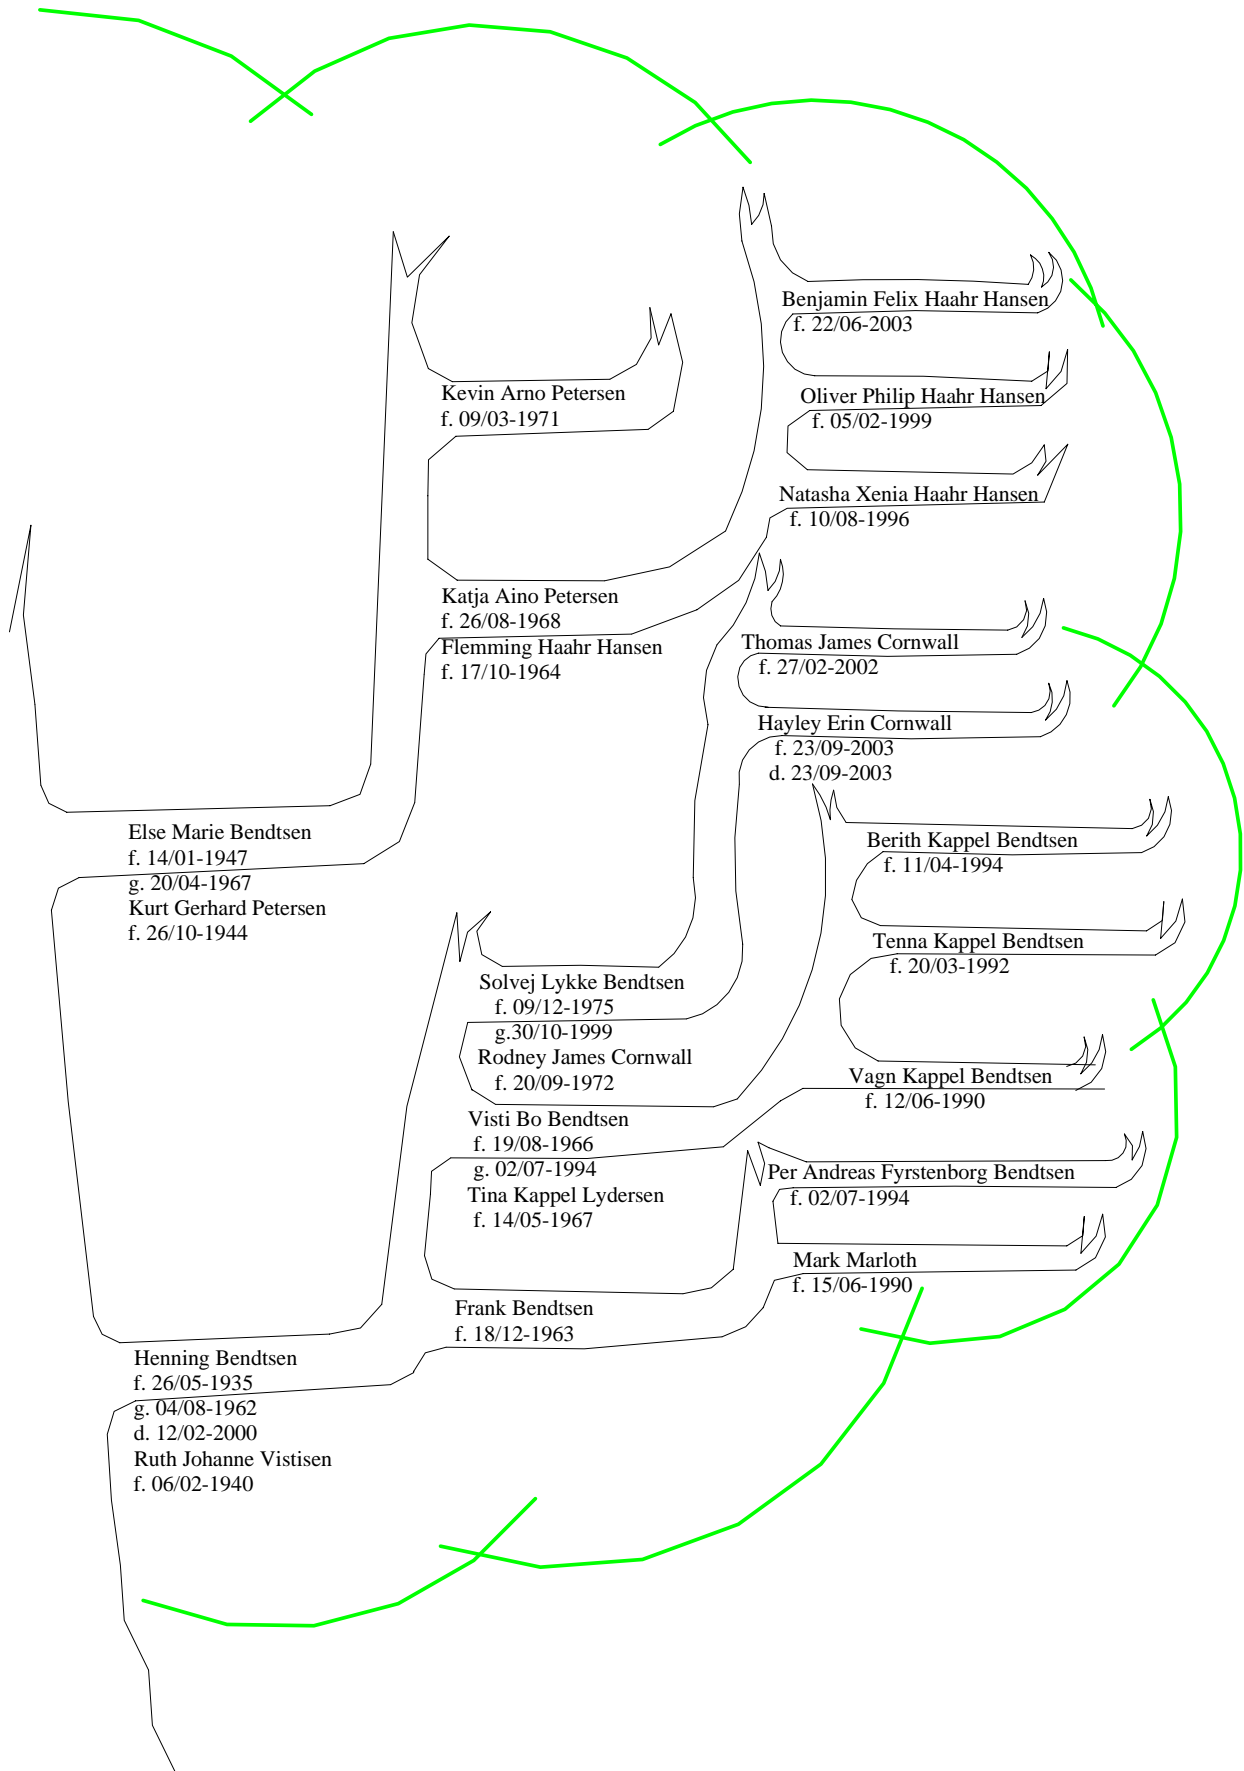 Benjamin Felix Haahr Hansen
f. 22/06-2003
Kevin Arno Petersen
f. 09/03-1971
Oliver Philip Haahr Hansen
f. 05/02-1999
Natasha Xenia Haahr Hansen
f. 10/08-1996
Katja Aino Petersen
f. 26/08-1968
Flemming Haahr Hansen
f. 17/10-1964
Thomas James Cornwall
f. 27/02-2002
Hayley Erin Cornwall
f. 23/09-2003
d. 23/09-2003
Else Marie Bendtsen
f. 14/01-1947
g. 20/04-1967
Kurt Gerhard Petersen
f. 26/10-1944
Berith Kappel Bendtsen
f. 11/04-1994
Tenna Kappel Bendtsen
f. 20/03-1992
Solvej Lykke Bendtsen
f. 09/12-1975
g.30/10-1999
Rodney James Cornwall
f. 20/09-1972
Vagn Kappel Bendtsen
f. 12/06-1990
Visti Bo Bendtsen
f. 19/08-1966
g. 02/07-1994
Tina Kappel Lydersen
f. 14/05-1967
Per Andreas Fyrstenborg Bendtsen
f. 02/07-1994
Mark Marloth
f. 15/06-1990
Frank Bendtsen
f. 18/12-1963
Henning Bendtsen
f. 26/05-1935
g. 04/08-1962
d. 12/02-2000
Ruth Johanne Vistisen
f. 06/02-1940